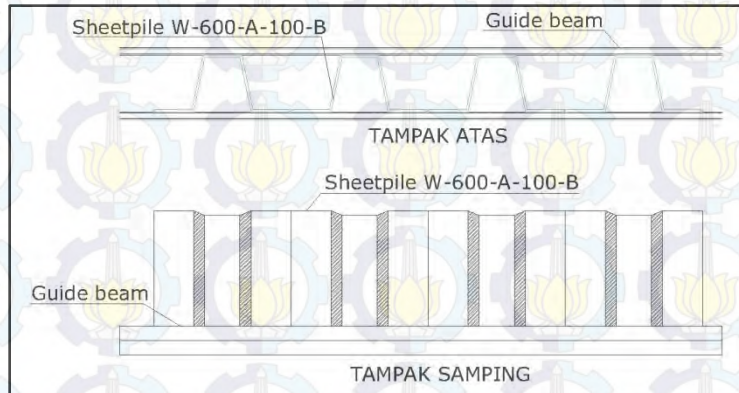 Sheetpile W-600-A-100-B
Guide beam
TAMPAK ATAS
Sheetpile W-600-A-100-B
Guide beam
TAMPAK SAMPING